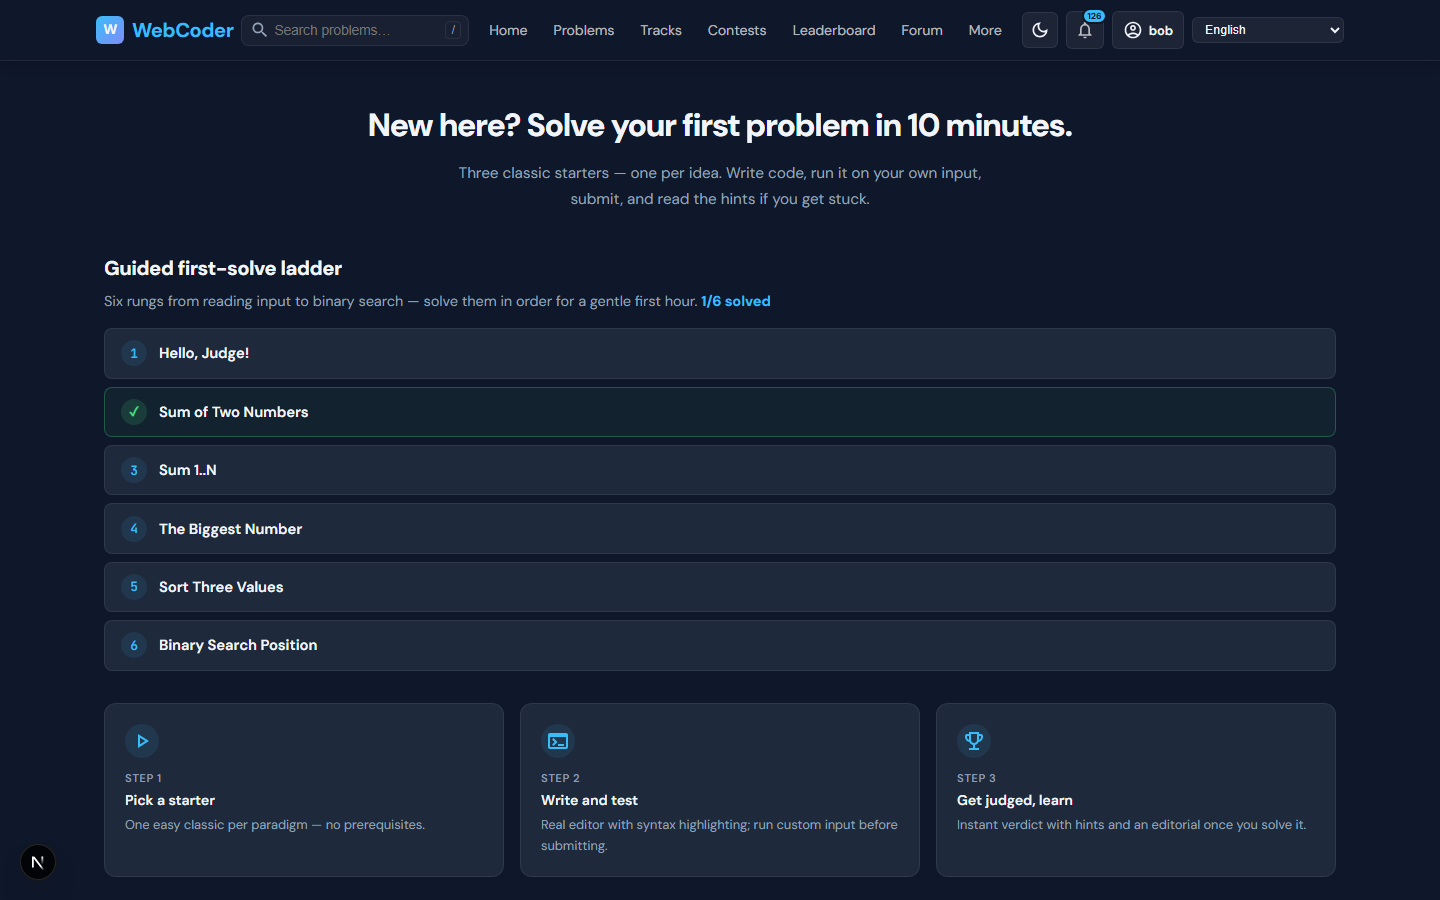 W WebCoder Search problems... / Home Problems Tracks Contests Leaderboard Forum More 126 bob English
New here? Solve your first problem in 10 minutes.
Three classic starters — one per idea. Write code, run it on your own input,
submit, and read the hints if you get stuck.
Guided first-solve ladder
Six rungs from reading input to binary search — solve them in order for a gentle first hour. 1/6 solved
1 Hello, Judge!
✓ Sum of Two Numbers
3 Sum 1..N
4 The Biggest Number
5 Sort Three Values
6 Binary Search Position
STEP 1
Pick a starter
One easy classic per paradigm — no prerequisites.
STEP 2
Write and test
Real editor with syntax highlighting; run custom input before
submitting.
STEP 3
Get judged, learn
Instant verdict with hints and an editorial once you solve it.
N